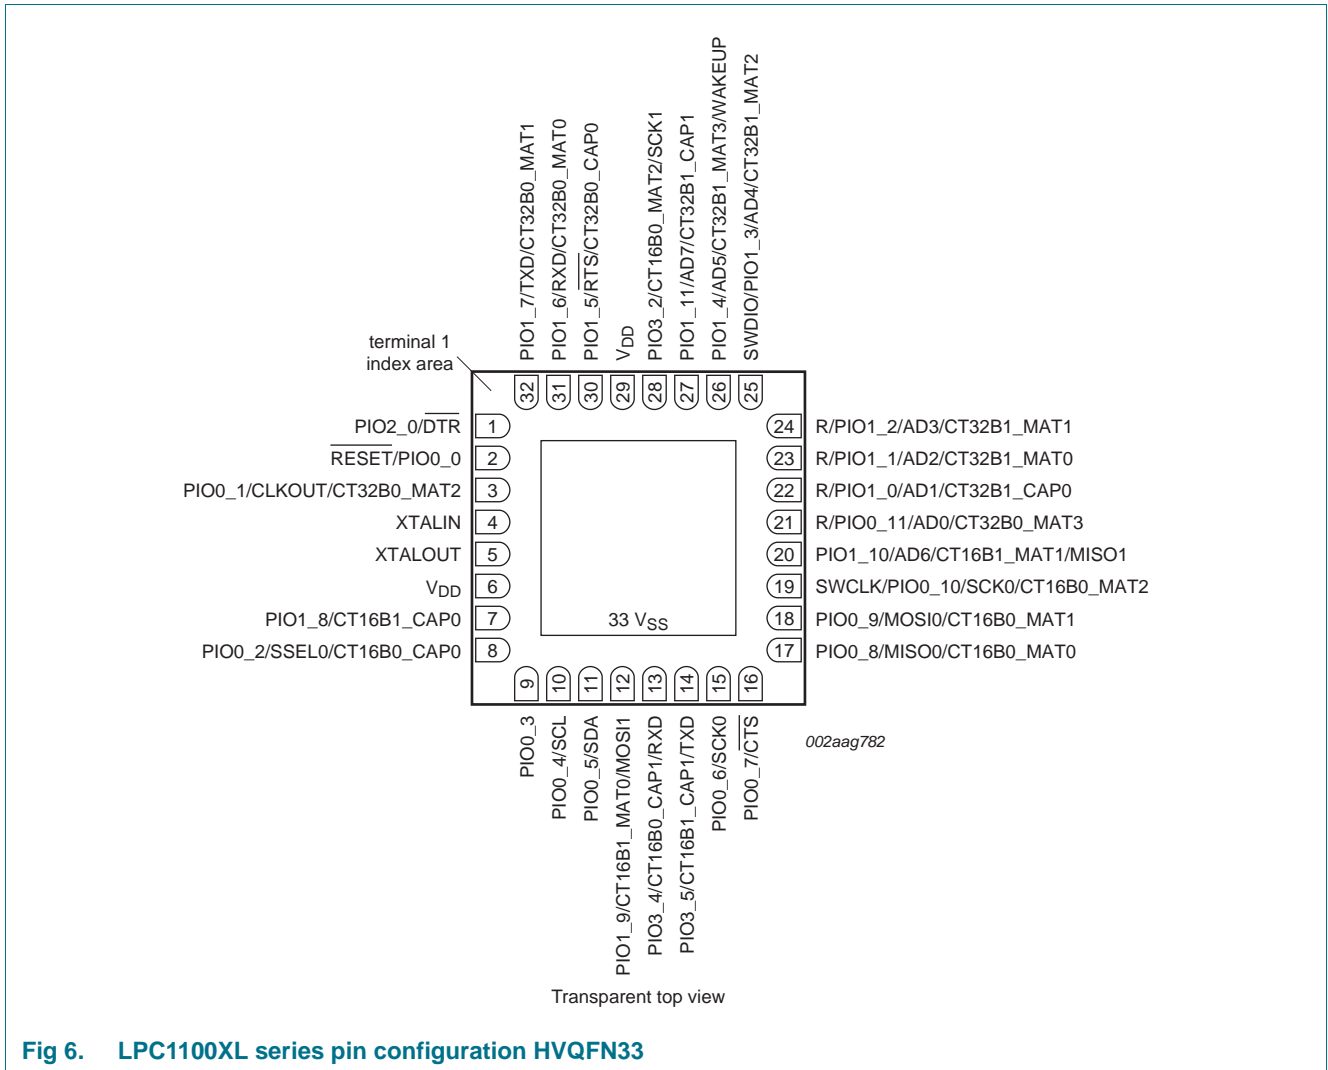 PIO1_7/TXD/CT32B0_MAT1
PIO1_6/RXD/CT32B0_MAT0
PIO1_5/RTS/CT32B0_CAP0
VDD
PIO3_2/CT16B0_MAT2/SCK1
PIO1_11/AD7/CT32B1_CAP1
PIO1_4/AD5/CT32B1_MAT3/WAKEUP
SWDIO/PIO1_3/AD4/CT32B1_MAT2
terminal 1
index area
32 31 30 29 28 27 26 25
PIO2_0/DTR 1
RESET/PIO0_0 2
PIO0_1/CLKOUT/CT32B0_MAT2 3
XTALIN 4
XTALOUT 5
VDD 6
PIO1_8/CT16B1_CAP0 7
PIO0_2/SSEL0/CT16B0_CAP0 8
24 R/PIO1_2/AD3/CT32B1_MAT1
23 R/PIO1_1/AD2/CT32B1_MAT0
22 R/PIO1_0/AD1/CT32B1_CAP0
21 R/PIO0_11/AD0/CT32B0_MAT3
20 PIO1_10/AD6/CT16B1_MAT1/MISO1
19 SWCLK/PIO0_10/SCK0/CT16B0_MAT2
18 PIO0_9/MOSI0/CT16B0_MAT1
17 PIO0_8/MISO0/CT16B0_MAT0
33 VSS
9 10 11 12 13 14 15 16
PIO0_3
PIO0_4/SCL
PIO0_5/SDA
PIO1_9/CT16B1_MAT0/MOSI1
PIO3_4/CT16B0_CAP1/RXD
PIO3_5/CT16B1_CAP1/TXD
PIO0_6/SCK0
PIO0_7/CTS
002aag782
Transparent top view
Fig 6. LPC1100XL series pin configuration HVQFN33